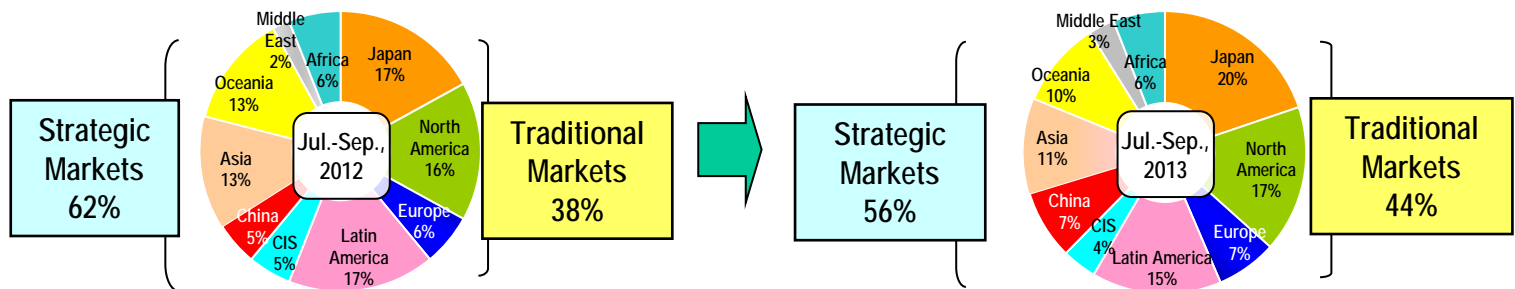 Strategic
Markets
62%
Middle
East
2%
Africa
6%
Japan
17%
North
America
16%
Europe
6%
Latin
America
17%
CIS
5%
China
5%
Asia
13%
Oceania
13%
Jul.-Sep.,
2012
Traditional
Markets
38%
Strategic
Markets
56%
Middle East
3%
Africa
6%
Japan
20%
North
America
17%
Europe
7%
Latin America
15%
CIS
4%
China
7%
Asia
11%
Oceania
10%
Jul.-Sep.,
2013
Traditional
Markets
44%